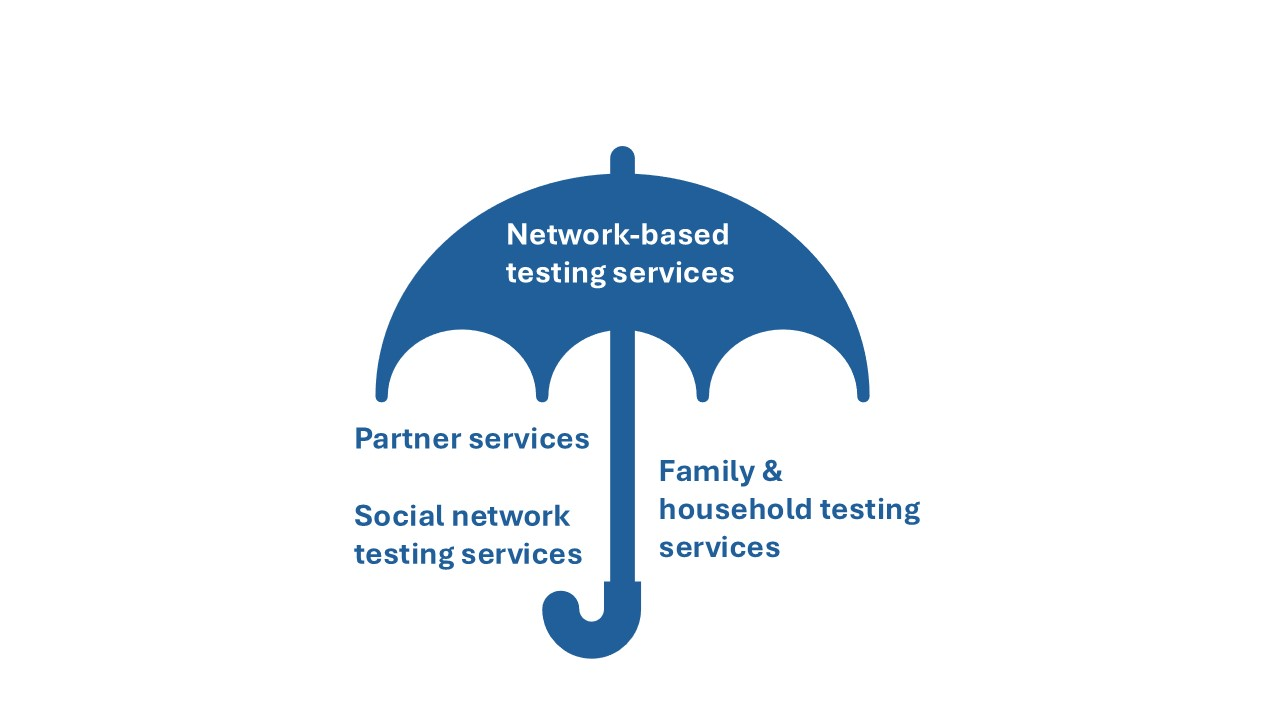 Network-based
testing services
Partner services
Social network
testing services
Family &
household testing
services